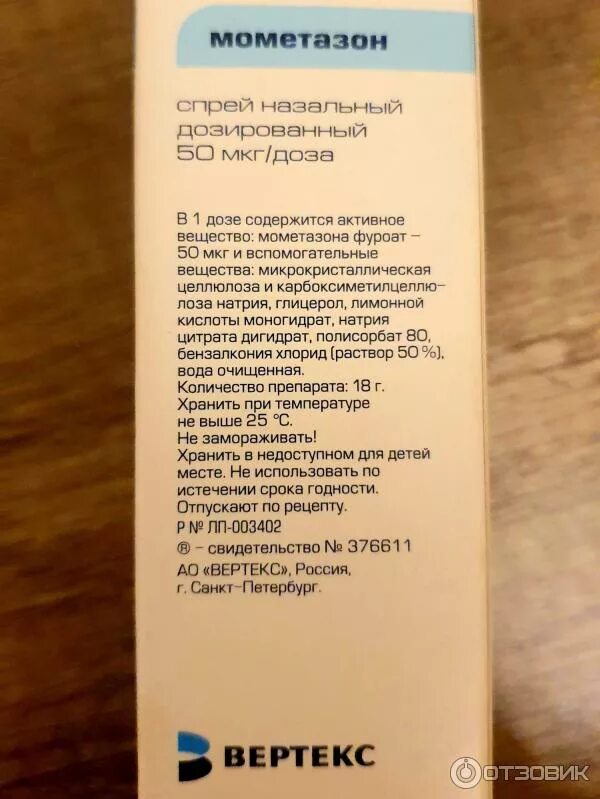 мометазон
спрей назальный
дозированный
50 мкг/доза
В 1 дозе содержится активное
вещество: мометазона фуроат –
50 мкг и вспомогательные
вещества: микрокристаллическая
целлюлоза и карбоксиметилцеллю-
лоза натрия, глицерол, лимонной
кислоты моногидрат, натрия
цитрата дигидрат, полисорбат 80,
бензалкония хлорид (раствор 50 %),
вода очищенная.
Количество препарата: 18 г.
Хранить при температуре
не выше 25 °С.
Не замораживать!
Хранить в недоступном для детей
месте. Не использовать по
истечении срока годности.
Отпускают по рецепту.
Р № ЛП-003402
® – свидетельство № 376611
АО «ВЕРТЕКС», Россия,
г. Санкт-Петербург.
ВЕРТЕКС
ОТЗОВИК